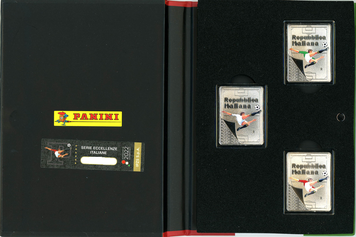 PANINI
SERIE ECCELLENZE
ITALIANE
Repubblica
Italiana
Repubblica
Italiana
Repubblica
Italiana